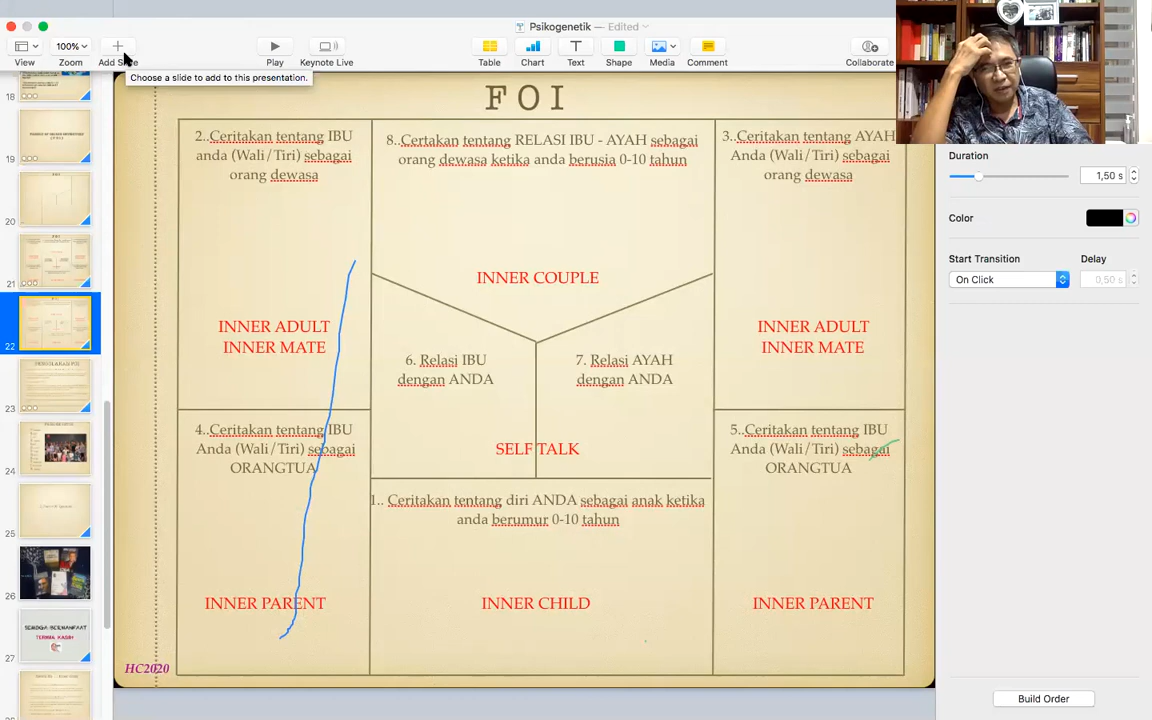 Psikogenetik — Edited
100%
View
Zoom
Add Slide
Play
Keynote Live
Table
Chart
Text
Shape
Media
Comment
Collaborate
Choose a slide to add to this presentation.
18
19
20
21
22
23
24
25
26
27
SEMOGA BERMANFAAT
TERIMA KASIH
F O I
2..Ceritakan tentang IBU
anda (Wali/Tiri) sebagai
orang dewasa
INNER ADULT
INNER MATE
8..Certakan tentang RELASI IBU - AYAH sebagai
orang dewasa ketika anda berusia 0-10 tahun
INNER COUPLE
3..Ceritakan tentang AYAH
Anda (Wali/Tiri) sebagai
orang dewasa
INNER ADULT
INNER MATE
6. Relasi IBU
dengan ANDA
7. Relasi AYAH
dengan ANDA
SELF TALK
4..Ceritakan tentang IBU
Anda (Wali/Tiri) sebagai
ORANGTUA
INNER PARENT
1.. Ceritakan tentang diri ANDA sebagai anak ketika
anda berumur 0-10 tahun
INNER CHILD
5..Ceritakan tentang IBU
Anda (Wali/Tiri) sebagai
ORANGTUA
INNER PARENT
HC2020
Duration
1,50 s
Color
Start Transition
Delay
On Click
0,50 s
Build Order